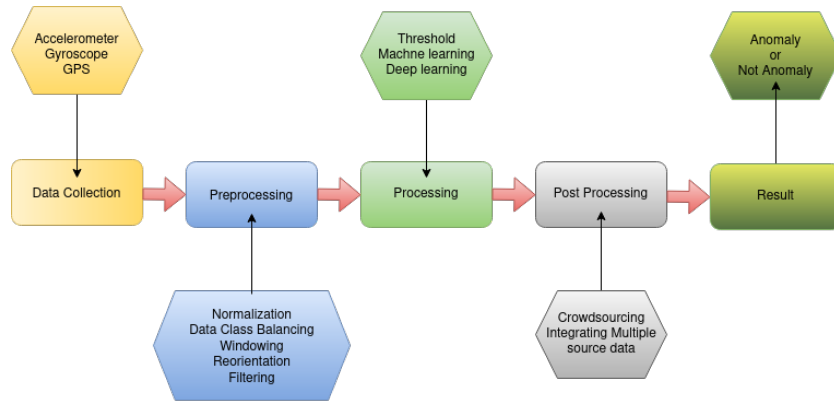 Accelerometer
Gyroscope
GPS
Threshold
Machne learning
Deep learning
Anomaly
or
Not Anomaly
Data Collection
Preprocessing
Processing
Post Processing
Result
Normalization
Data Class Balancing
Windowing
Reorientation
Filtering
Crowdsourcing
Integrating Multiple
source data